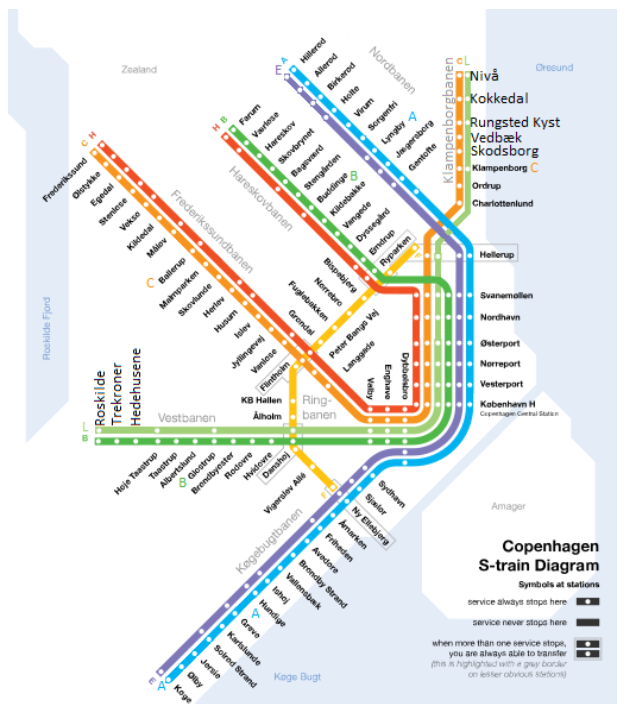 Zealand
Øresund
Nordbanen
Klampenborgbanen
C
L
Nivå
Kokkedal
Rungsted Kyst
Vedbæk
Skodsborg
Klampenborg C
Ordrup
Charlottenlund
A
E
Hillerød
Allerød
Birkerød
Holte
Virum
Sorgenfri
Lyngby
A
Jægersborg
Gentofte
H
B
Farum
Værløse
Hareskov
Skovbrynet
Bagsværd
Stengården
Buddinge
B
Kildebakke
Vangede
Dyssegård
Emdrup
Ryparken
F
Hareskovbanen
C
H
Frederikssund
Ølstykke
Egedal
Stenløse
Veksø
Kildedal
Måløv
C
Ballerup
Malmparken
Skovlunde
Herlev
Husum
Islev
Jyllingevej
Vanløse
Flintholm
Frederikssundbanen
Bispebjerg
Nørrebro
Fuglebakken
Grøndal
Peter Bangs Vej
Langgade
Valby
Enghave
Dybbølsbro
Hellerup
Svanemøllen
Nordhavn
Østerport
Nørreport
Vesterport
København H
Copenhagen Central Station
KB Hallen
Ålholm
Ring-
banen
Roskilde Fjord
Roskilde
Trekroner
Hedehusene
Vestbanen
L
B
Høje Taastrup
Taastrup
Albertslund
B
Glostrup
Brøndbyøster
Rødovre
Hvidovre
Danshøj
Vigerslev Allé
F
Sydhavn
Sjælør
Ny Ellebjerg
Åmarken
Friheden
Avedøre
Brøndby Strand
Vallensbæk
Ishøj
Hundige
A
Greve
Karlslunde
Solrød Strand
Jersie
Ølby
Køge
E
A
Køgebugtbanen
Køge Bugt
Amager
Copenhagen
S-train Diagram
Symbols at stations
service always stops here
service never stops here
when more than one service stops,
you are always able to transfer
(this is highlighted with a grey border
on lesser obvious stations)